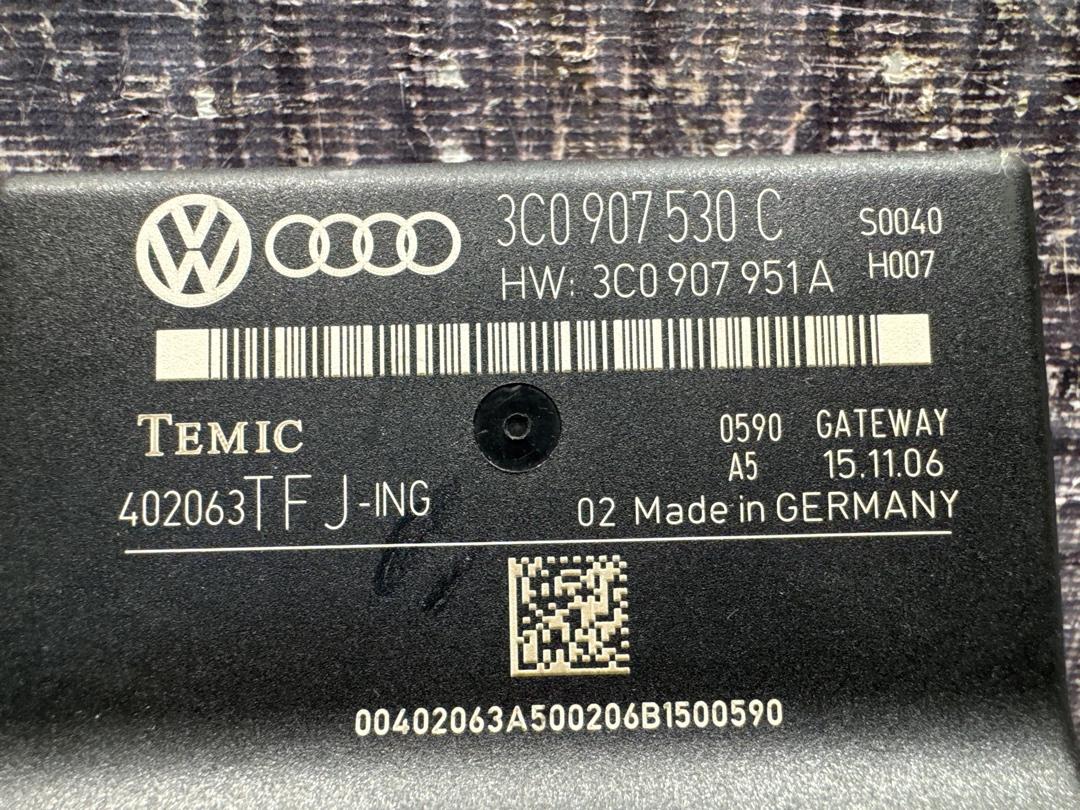 3C0 907 530 C S0040
HW: 3C0 907 951 A H007
TEMIC 0590 GATEWAY
A5 15.11.06
402063TFJ-ING 02 Made in GERMANY
00402063A500206B1500590